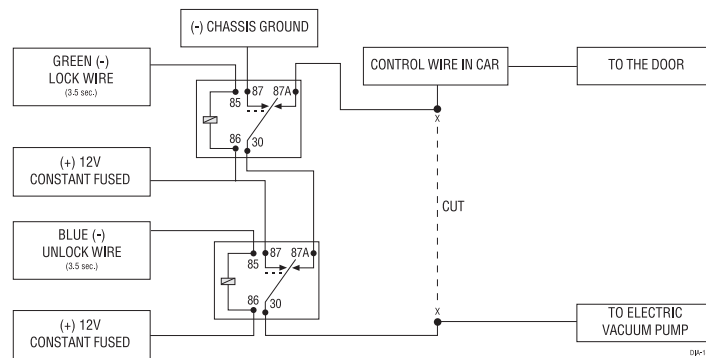 (-) CHASSIS GROUND
GREEN (-)
LOCK WIRE
(3.5 sec.)
87
87A
85
86
30
CONTROL WIRE IN CAR
TO THE DOOR
X
(+) 12V
CONSTANT FUSED
CUT
BLUE (-)
UNLOCK WIRE
(3.5 sec.)
87
87A
85
86
30
(+) 12V
CONSTANT FUSED
X
TO ELECTRIC
VACUUM PUMP
DIA-1